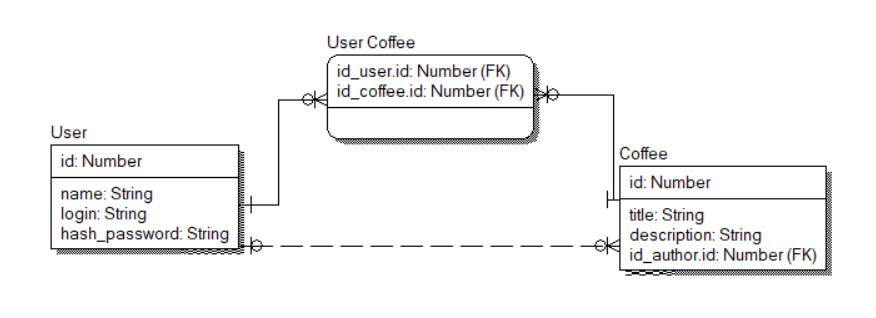 User Coffee
id_user.id: Number (FK)
id_coffee.id: Number (FK)
User
id: Number
name: String
login: String
hash_password: String
Coffee
id: Number
title: String
description: String
id_author.id: Number (FK)